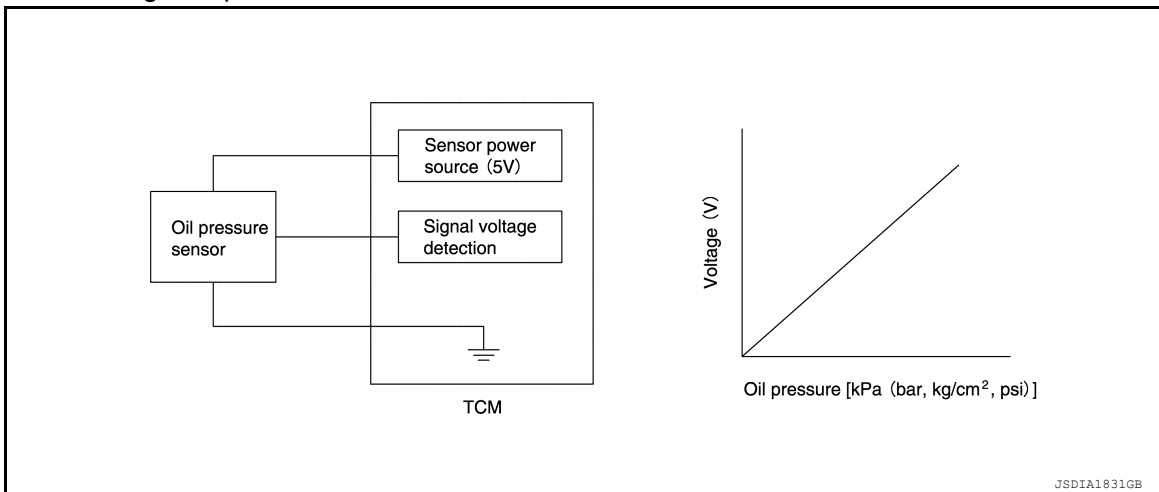 Sensor power
source (5V)
Oil pressure
sensor
Signal voltage
detection
TCM
Voltage (V)
Oil pressure [kPa (bar, kg/cm², psi)]
JSDIA1831GB